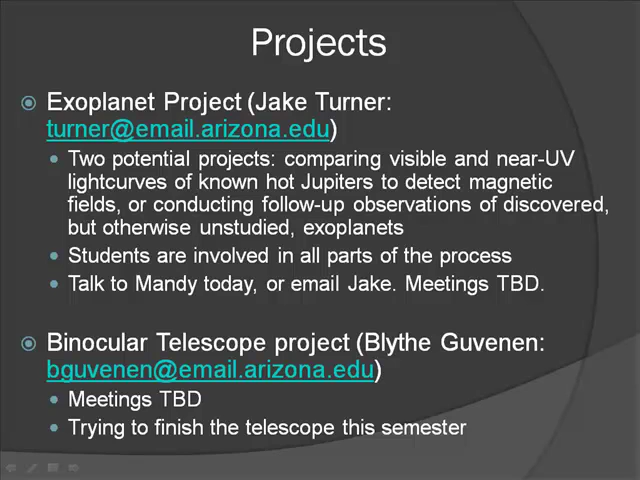 Projects
Exoplanet Project (Jake Turner:
turner@email.arizona.edu)
Two potential projects: comparing visible and near-UV
lightcurves of known hot Jupiters to detect magnetic
fields, or conducting follow-up observations of discovered,
but otherwise unstudied, exoplanets
Students are involved in all parts of the process
Talk to Mandy today, or email Jake. Meetings TBD.
Binocular Telescope project (Blythe Guvenen:
bguvenen@email.arizona.edu)
Meetings TBD
Trying to finish the telescope this semester